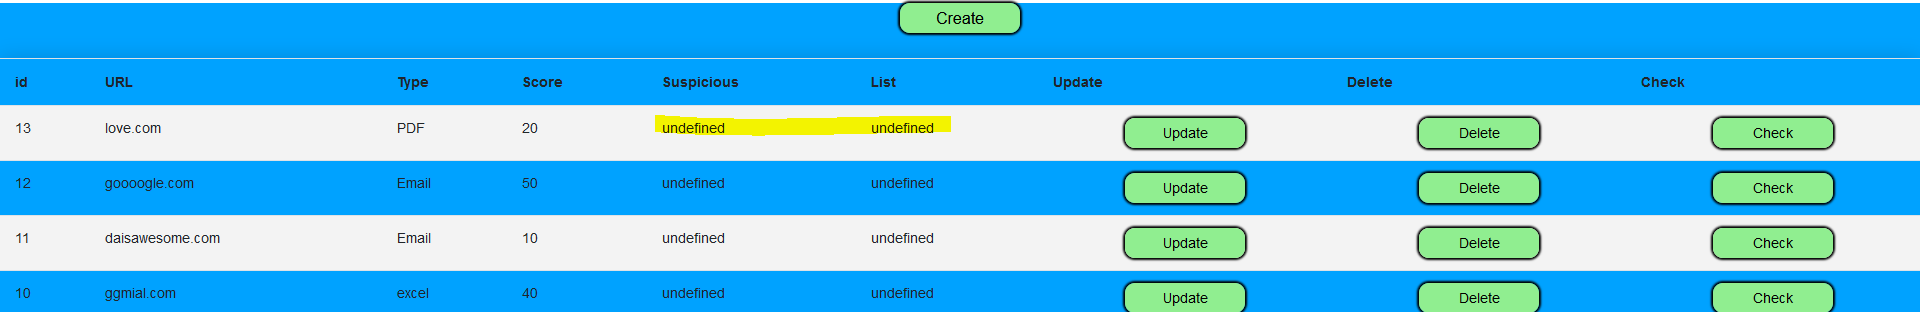 Create
id URL Type Score Suspicious List Update Delete Check
13 love.com PDF 20 undefined undefined Update Delete Check
12 goooogle.com Email 50 undefined undefined Update Delete Check
11 daisawesome.com Email 10 undefined undefined Update Delete Check
10 ggmial.com excel 40 undefined undefined Update Delete Check